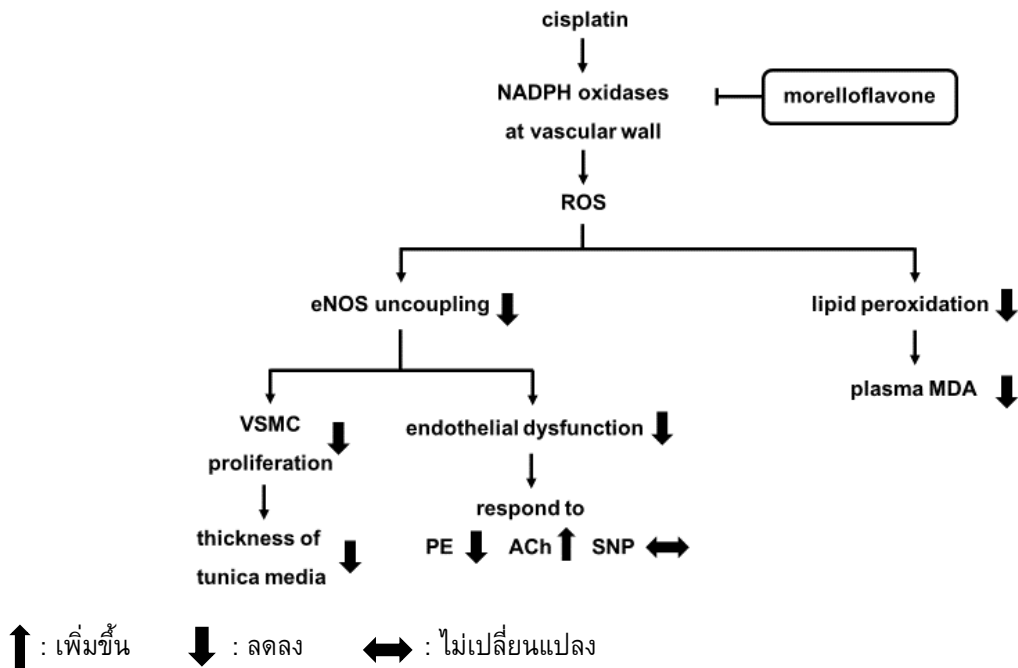 cisplatin
NADPH oxidases
at vascular wall
morelloflavone
ROS
eNOS uncoupling
lipid peroxidation
plasma MDA
VSMC
proliferation
endothelial dysfunction
thickness of
tunica media
respond to
PE ACh SNP
: เพิ่มขึ้น : ลดลง : ไม่เปลี่ยนแปลง